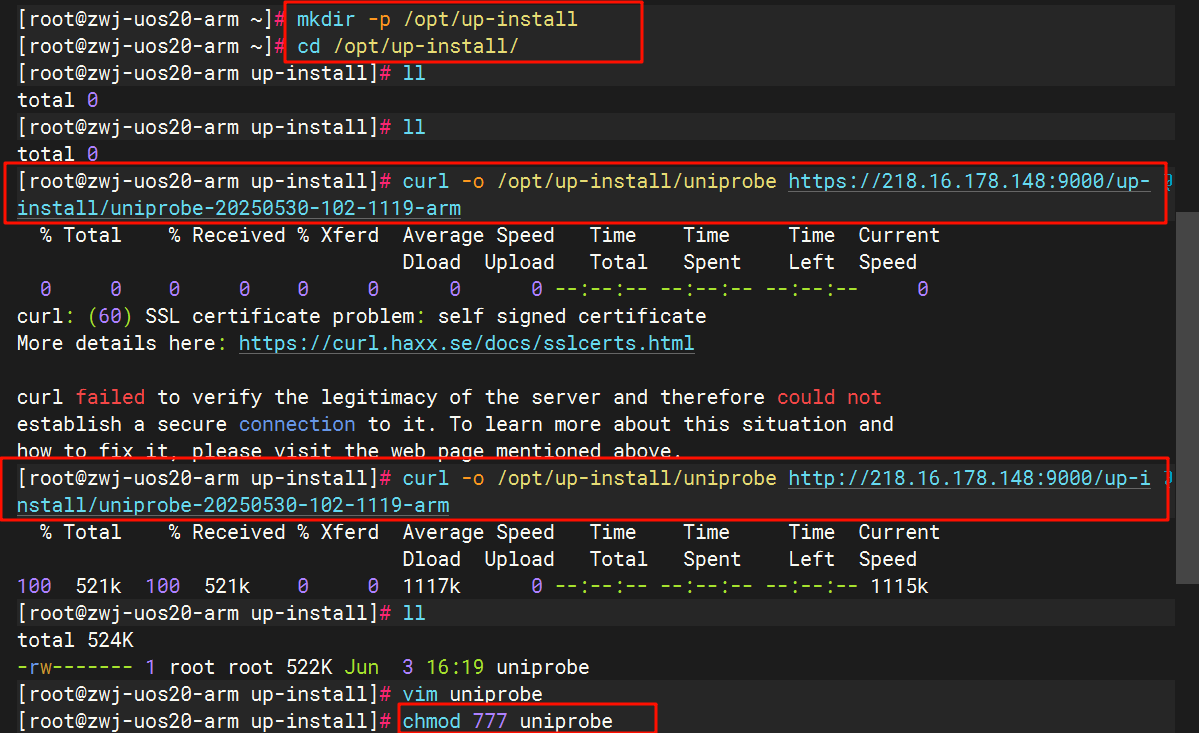 [root@zwj-uos20-arm ~]# mkdir -p /opt/up-install
[root@zwj-uos20-arm ~]# cd /opt/up-install/
[root@zwj-uos20-arm up-install]# ll
total 0
[root@zwj-uos20-arm up-install]# ll
total 0
[root@zwj-uos20-arm up-install]# curl -o /opt/up-install/uniprobe https://218.16.178.148:9000/up-
install/uniprobe-20250530-102-1119-arm
% Total % Received % Xferd Average Speed Time Time Time Current
Dload Upload Total Spent Left Speed
0 0 0 0 0 0 0 0 --:--:-- --:--:-- --:--:-- 0
curl: (60) SSL certificate problem: self signed certificate
More details here: https://curl.haxx.se/docs/sslcerts.html
curl failed to verify the legitimacy of the server and therefore could not
establish a secure connection to it. To learn more about this situation and
how to fix it, please visit the web page mentioned above.
[root@zwj-uos20-arm up-install]# curl -o /opt/up-install/uniprobe http://218.16.178.148:9000/up-i
nstall/uniprobe-20250530-102-1119-arm
% Total % Received % Xferd Average Speed Time Time Time Current
Dload Upload Total Spent Left Speed
100 521k 100 521k 0 0 1117k 0 --:--:-- --:--:-- --:--:-- 1115k
[root@zwj-uos20-arm up-install]# ll
total 524K
-rw------- 1 root root 522K Jun 3 16:19 uniprobe
[root@zwj-uos20-arm up-install]# vim uniprobe
[root@zwj-uos20-arm up-install]# chmod 777 uniprobe